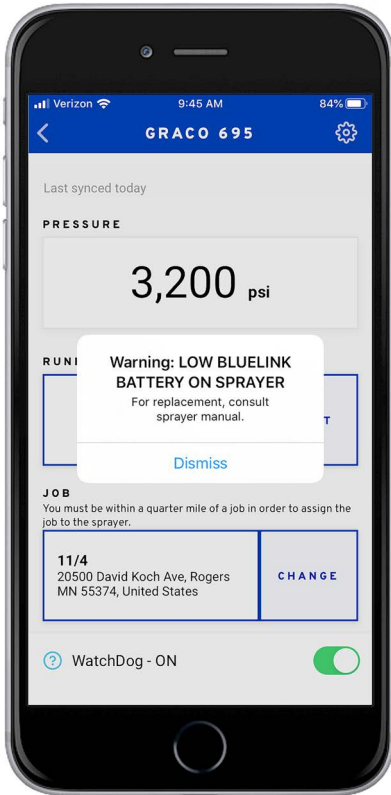 Verizon 9:45 AM 84%
GRACO 695
Last synced today
PRESSURE
3,200 psi
RUN
Warning: LOW BLUELINK
BATTERY ON SPRAYER
For replacement, consult
sprayer manual.
T
Dismiss
JOB
You must be within a quarter mile of a job in order to assign the
job to the sprayer.
11/4
20500 David Koch Ave, Rogers
MN 55374, United States
CHANGE
? WatchDog - ON